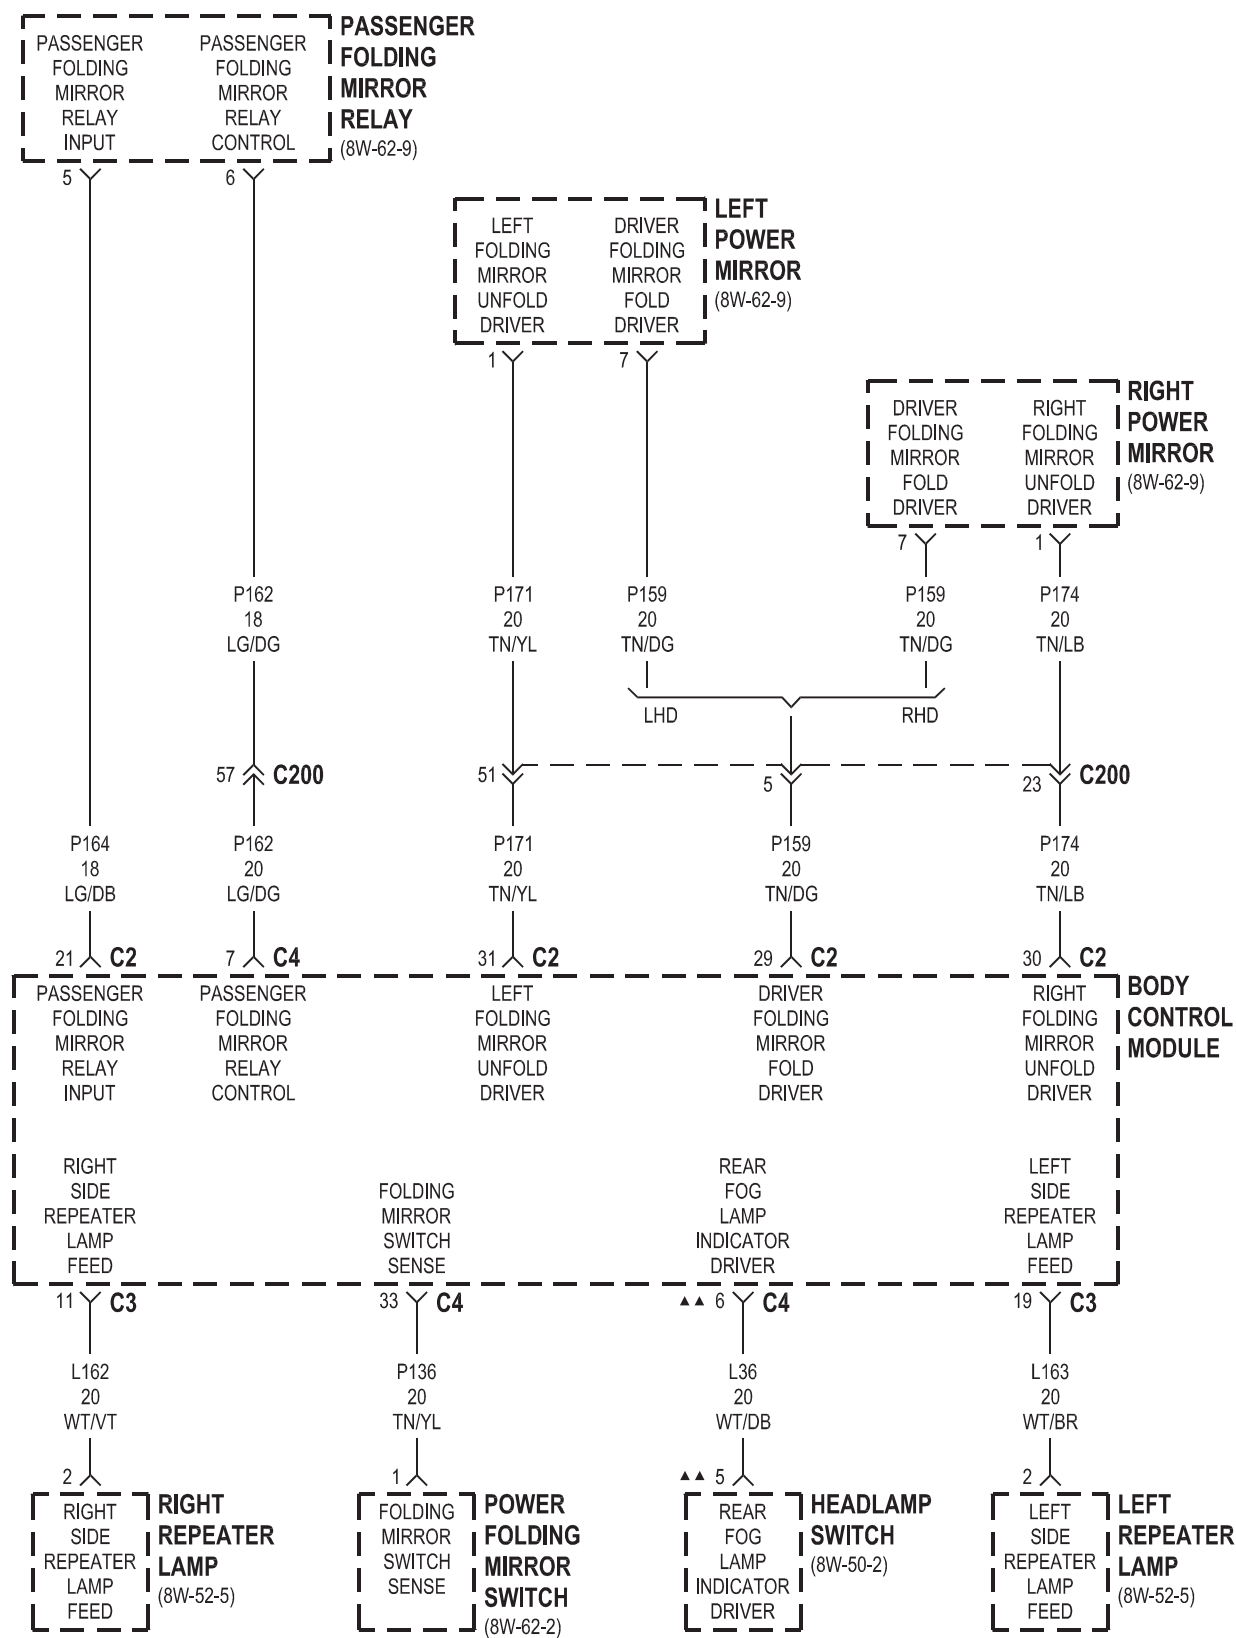 PASSENGER
FOLDING
MIRROR
RELAY
INPUT
PASSENGER
FOLDING
MIRROR
RELAY
CONTROL
PASSENGER
FOLDING
MIRROR
RELAY
(8W-62-9)
5
6
LEFT
FOLDING
MIRROR
UNFOLD
DRIVER
DRIVER
FOLDING
MIRROR
FOLD
DRIVER
LEFT
POWER
MIRROR
(8W-62-9)
1
7
DRIVER
FOLDING
MIRROR
FOLD
DRIVER
RIGHT
FOLDING
MIRROR
UNFOLD
DRIVER
RIGHT
POWER
MIRROR
(8W-62-9)
7
1
P162
18
LG/DG
P171
20
TN/YL
P159
20
TN/DG
P159
20
TN/DG
P174
20
TN/LB
LHD
RHD
57
C200
51
5
23
C200
P164
18
LG/DB
P162
20
LG/DG
P171
20
TN/YL
P159
20
TN/DG
P174
20
TN/LB
21 C2
7 C4
31 C2
29 C2
30 C2
PASSENGER
FOLDING
MIRROR
RELAY
INPUT
PASSENGER
FOLDING
MIRROR
RELAY
CONTROL
LEFT
FOLDING
MIRROR
UNFOLD
DRIVER
DRIVER
FOLDING
MIRROR
FOLD
DRIVER
RIGHT
FOLDING
MIRROR
UNFOLD
DRIVER
BODY
CONTROL
MODULE
RIGHT
SIDE
REPEATER
LAMP
FEED
FOLDING
MIRROR
SWITCH
SENSE
REAR
FOG
LAMP
INDICATOR
DRIVER
LEFT
SIDE
REPEATER
LAMP
FEED
11 C3
33 C4
▲▲ 6 C4
19 C3
L162
20
WT/VT
P136
20
TN/YL
L36
20
WT/DB
L163
20
WT/BR
2
1
▲▲ 5
2
RIGHT
SIDE
REPEATER
LAMP
FEED
RIGHT
REPEATER
LAMP
(8W-52-5)
FOLDING
MIRROR
SWITCH
SENSE
POWER
FOLDING
MIRROR
SWITCH
(8W-62-2)
REAR
FOG
LAMP
INDICATOR
DRIVER
HEADLAMP
SWITCH
(8W-50-2)
LEFT
SIDE
REPEATER
LAMP
FEED
LEFT
REPEATER
LAMP
(8W-52-5)